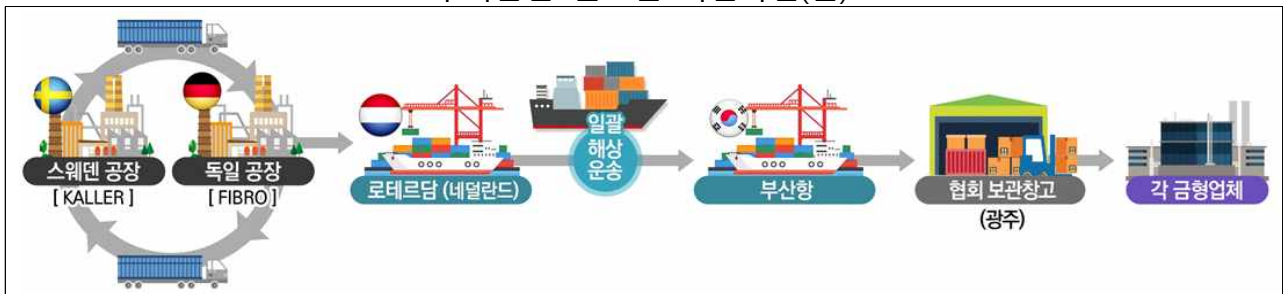 스웨덴 공장
[ KALLER ]
독일 공장
[ FIBRO ]
로테르담 (네덜란드)
일괄
해상
운송
부산항
협회 보관창고
(광주)
각 금형업체